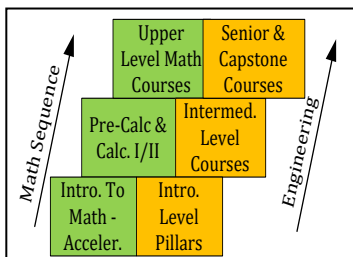 Upper
Level Math
Courses
Senior &
Capstone
Courses
Pre-Calc &
Calc. I/II
Intermed.
Level
Courses
Intro. To
Math -
Acceler.
Intro.
Level
Pillars
Math Sequence
Engineering